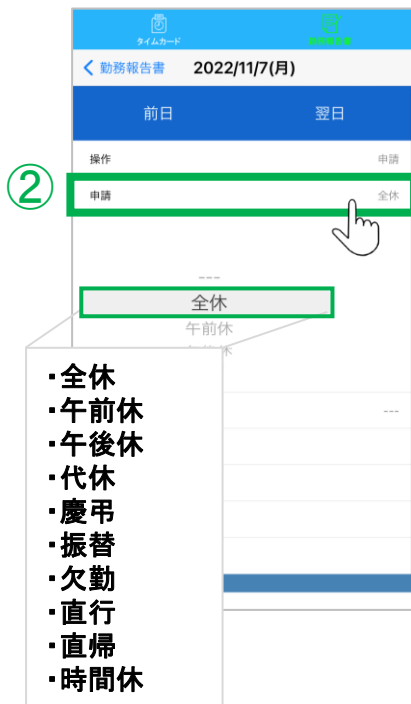 タイムカード
勤務報告書 2022/11/7(月)
前日 翌日
操作 申請
②
申請 全休
---
全休
午前休
---
・全休
・午前休
・午後休
・代休
・慶弔
・振替
・欠勤
・直行
・直帰
・時間休